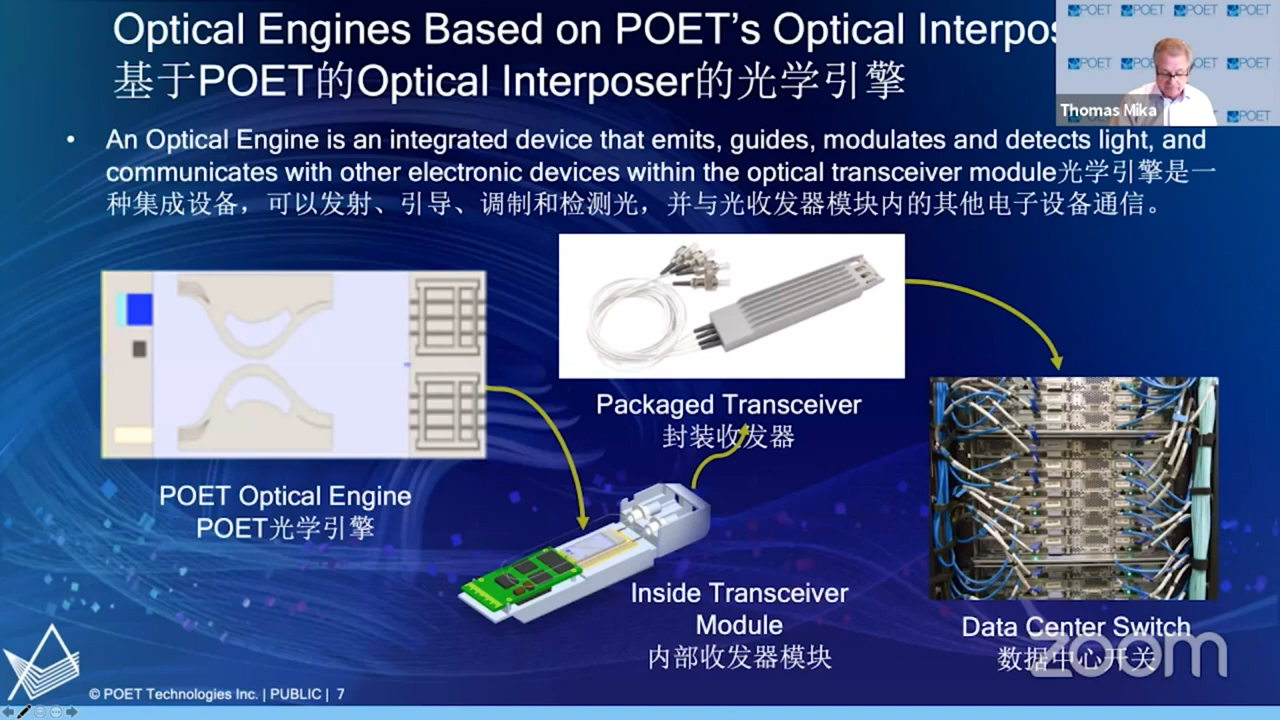 Optical Engines Based on POET's Optical Interpos
基于POET的Optical Interposer的光学引擎
POET POET POET POET
POET POET POET
Thomas Mika
POET
• An Optical Engine is an integrated device that emits, guides, modulates and detects light, and
communicates with other electronic devices within the optical transceiver module光学引擎是一
种集成设备，可以发射、引导、调制和检测光，并与光收发器模块内的其他电子设备通信。
Packaged Transceiver
封装收发器
POET Optical Engine
POET光学引擎
Inside Transceiver
Module
内部收发器模块
Data Center Switch
数据中心开关
zoom
© POET Technologies Inc. | PUBLIC | 7